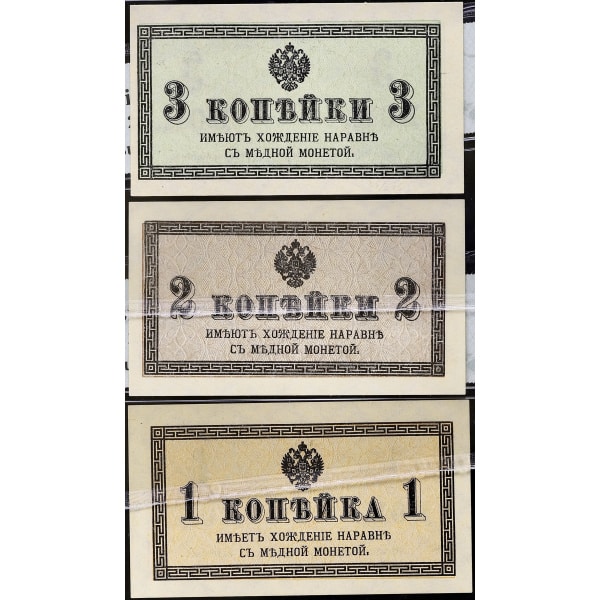 3 КОПѢЙКИ 3
ИМѢЮТЪ ХОЖДЕНІЕ НАРАВНѢ
СЪ МѢДНОЙ МОНЕТОЙ.
2 КОПѢЙКИ 2
ИМѢЮТЪ ХОЖДЕНІЕ НАРАВНѢ
СЪ МѢДНОЙ МОНЕТОЙ.
1 КОПѢЙКА 1
ИМѢЕТЪ ХОЖДЕНІЕ НАРАВНѢ
СЪ МѢДНОЙ МОНЕТОЙ.